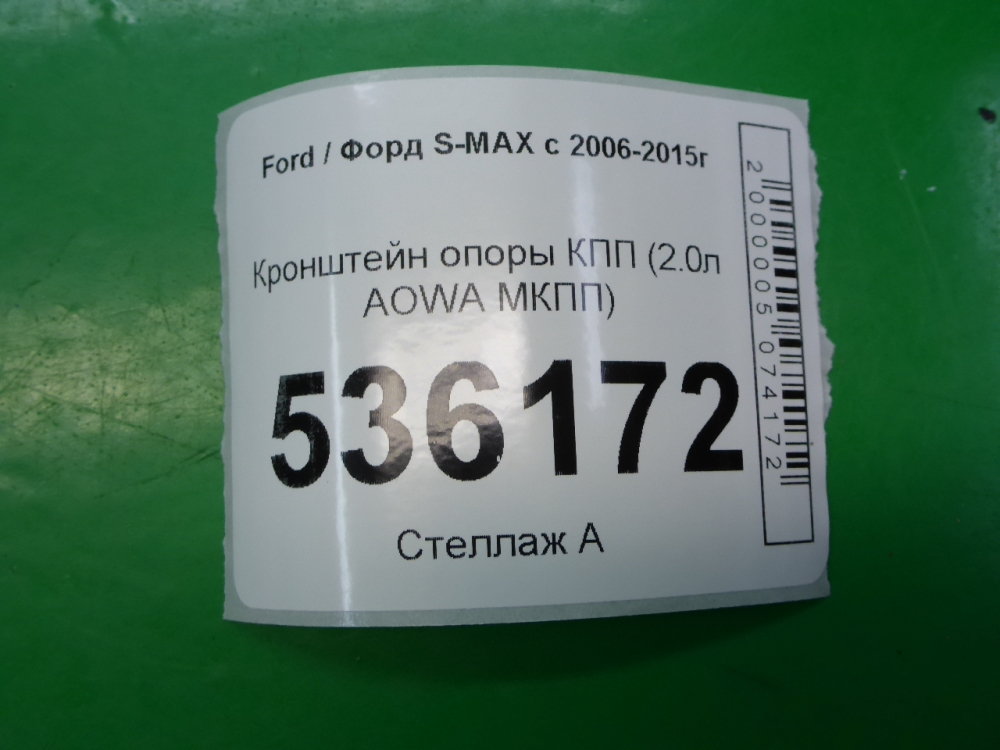 Ford / Форд S-MAX с 2006-2015г
Кронштейн опоры КПП (2.0л
AOWA МКПП)
536172
Стеллаж А
2000005074172